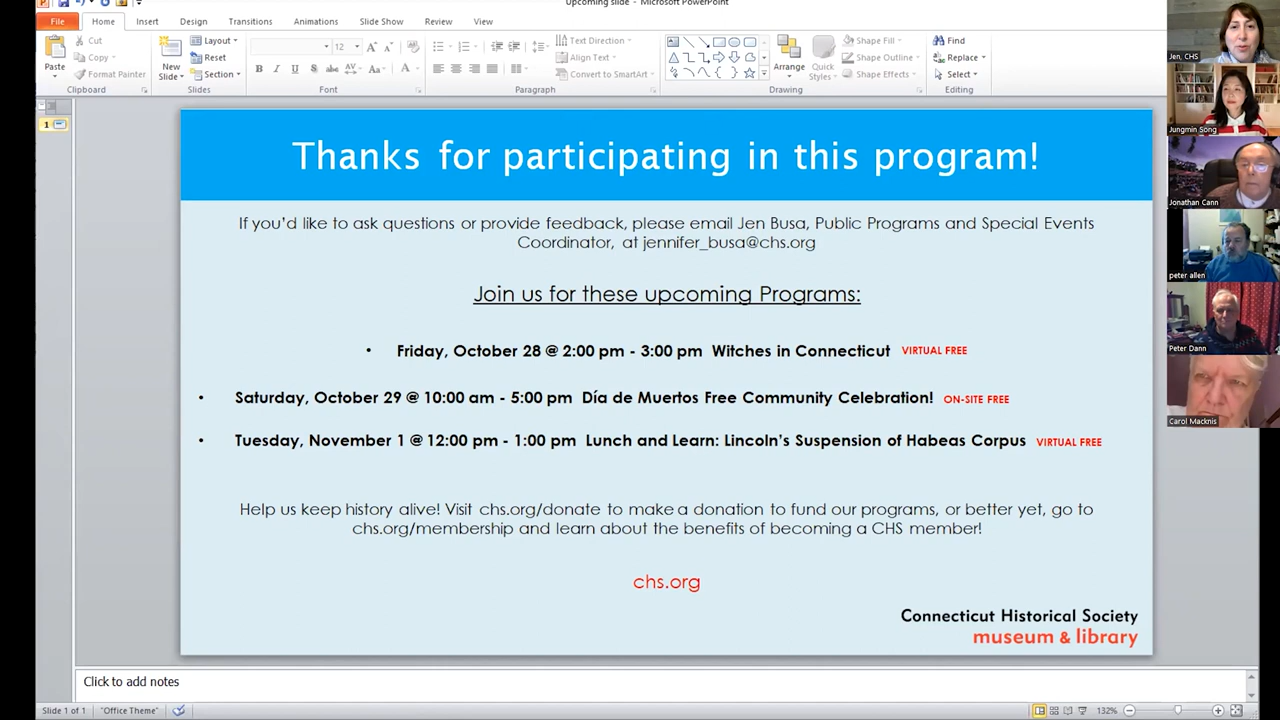 Upcoming slide - Microsoft PowerPoint
File Home Insert Design Transitions Animations Slide Show Review View
Paste
Cut
Copy
Format Painter
Clipboard
New Slide
Layout
Reset
Section
Slides
12
B I U S abc AV Aa A
Font
Text Direction
Align Text
Convert to SmartArt
Paragraph
Arrange
Quick Styles
Shape Fill
Shape Outline
Shape Effects
Drawing
Find
Replace
Select
Editing
1
Thanks for participating in this program!
If you'd like to ask questions or provide feedback, please email Jen Busa, Public Programs and Special Events
Coordinator, at jennifer_busa@chs.org
Join us for these upcoming Programs:
• Friday, October 28 @ 2:00 pm - 3:00 pm Witches in Connecticut VIRTUAL FREE
• Saturday, October 29 @ 10:00 am - 5:00 pm Día de Muertos Free Community Celebration! ON-SITE FREE
• Tuesday, November 1 @ 12:00 pm - 1:00 pm Lunch and Learn: Lincoln's Suspension of Habeas Corpus VIRTUAL FREE
Help us keep history alive! Visit chs.org/donate to make a donation to fund our programs, or better yet, go to
chs.org/membership and learn about the benefits of becoming a CHS member!
chs.org
Connecticut Historical Society
museum & library
Click to add notes
Slide 1 of 1 "Office Theme" 132%
Jen, CHS
Jungmin Song
Jonathan Cann
peter allen
Peter Dann
Carol Macknis